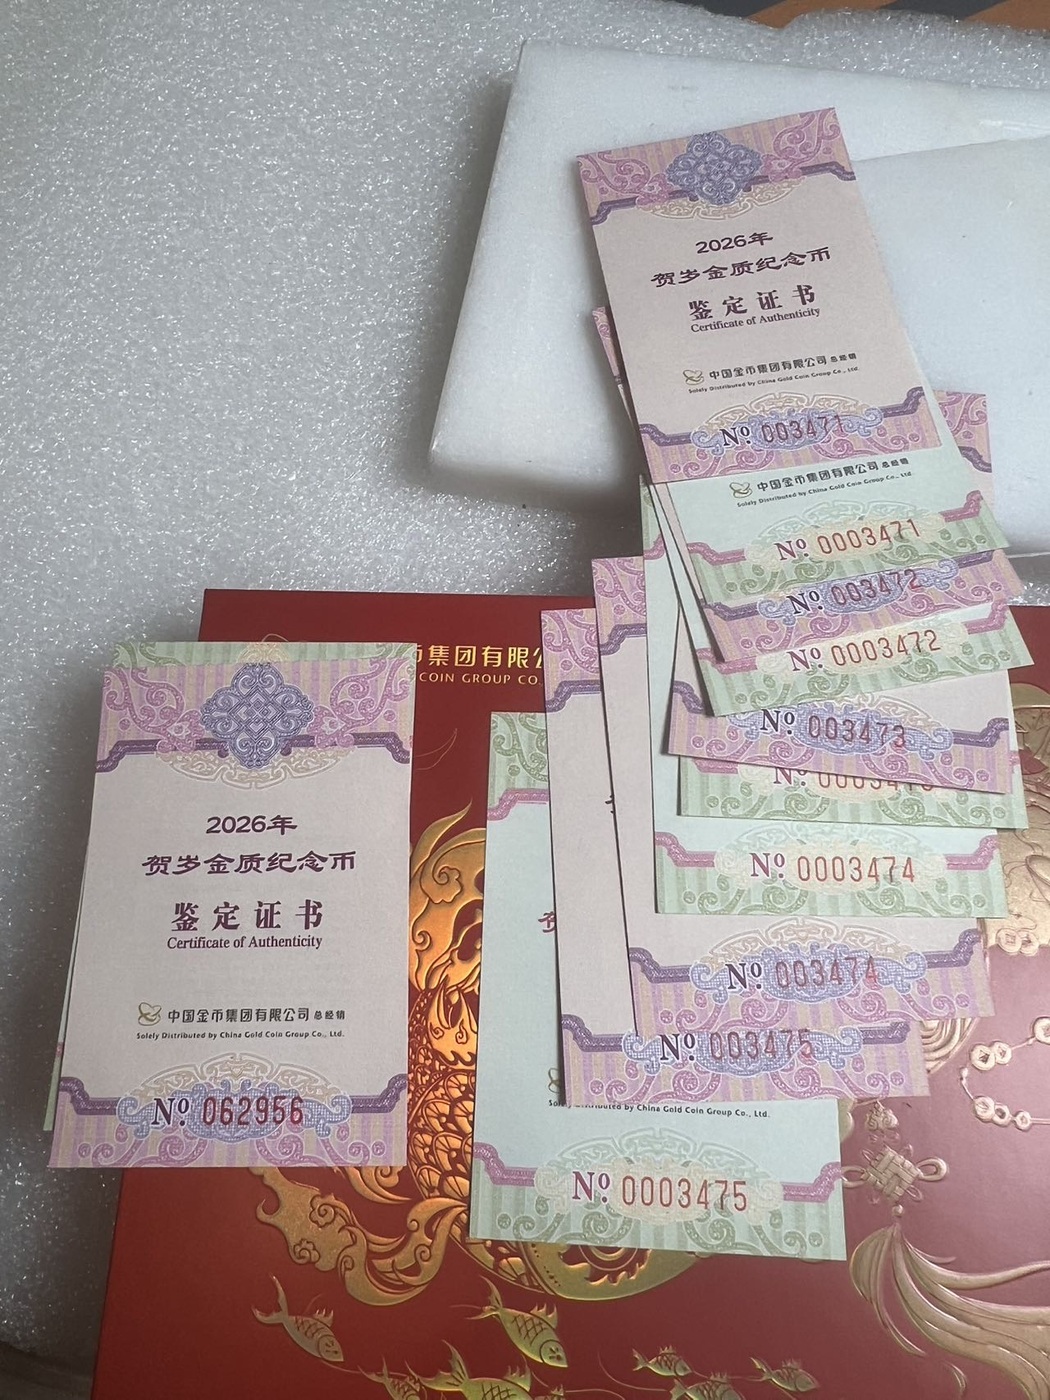 2026年
贺岁金质纪念币
鉴定证书
Certificate of Authenticity
中国金币集团有限公司 总经销
Solely Distributed by China Gold Coin Group Co., Ltd.
Nº 003471
中国金币集团有限公司 总经销
Solely Distributed by China Gold Coin Group Co., Ltd.
Nº 0003471
Nº 003472
Nº 0003472
Nº 003473
Nº
Nº 0003474
Nº 003474
Nº 003475
Distributed by China Gold Coin Group Co., Ltd.
Nº 0003475
集团有限
COIN GROUP CO
2026年
贺岁金质纪念币
鉴定证书
Certificate of Authenticity
中国金币集团有限公司 总经销
Solely Distributed by China Gold Coin Group Co., Ltd.
Nº 062956